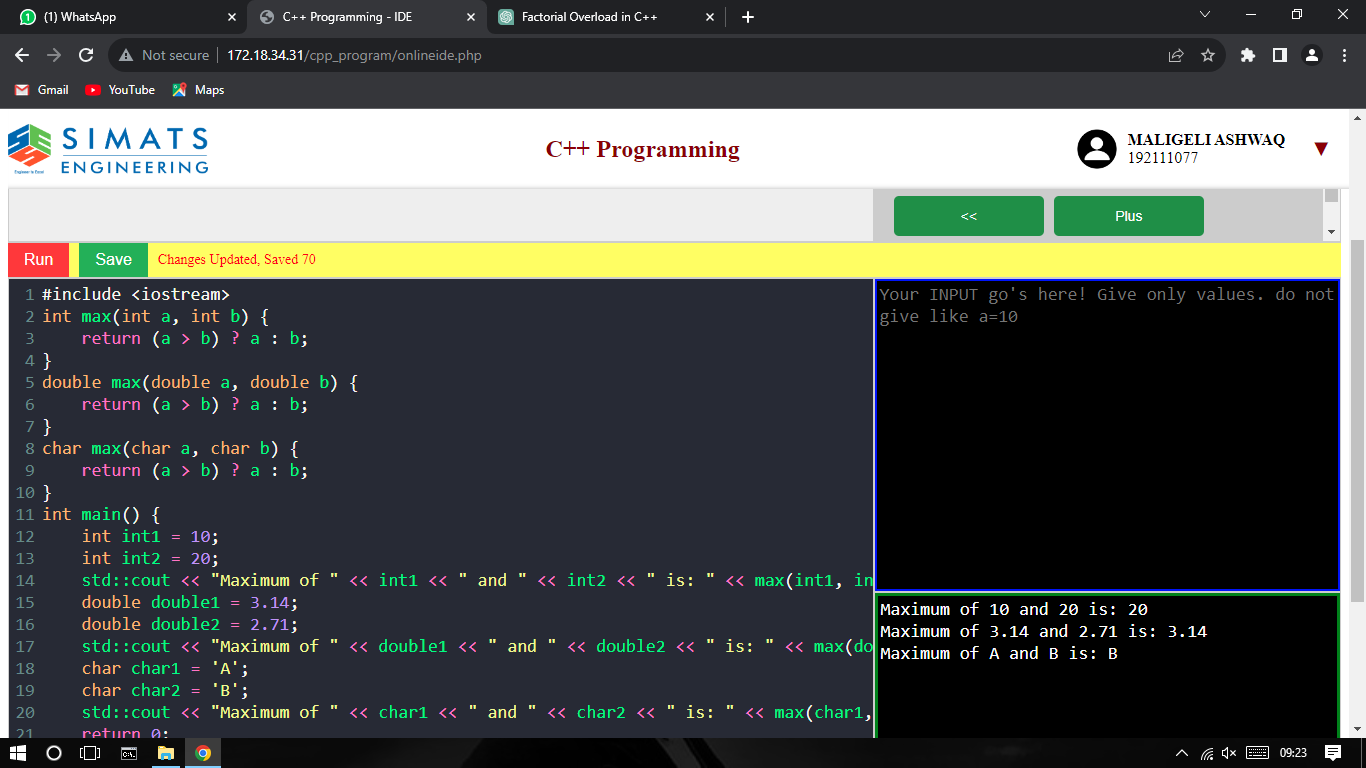 (1) WhatsApp
C++ Programming - IDE
Factorial Overload in C++
Not secure
172.18.34.31/cpp_program/onlineide.php
Gmail
YouTube
Maps
SIMATS
ENGINEERING
Engineer to Excel
C++ Programming
MALIGELI ASHWAQ
192111077
<<
Plus
Run
Save
Changes Updated, Saved 70
1 #include <iostream>
2 int max(int a, int b) {
3     return (a > b) ? a : b;
4 }
5 double max(double a, double b) {
6     return (a > b) ? a : b;
7 }
8 char max(char a, char b) {
9     return (a > b) ? a : b;
10 }
11 int main() {
12     int int1 = 10;
13     int int2 = 20;
14     std::cout << "Maximum of " << int1 << " and " << int2 << " is: " << max(int1, in
15     double double1 = 3.14;
16     double double2 = 2.71;
17     std::cout << "Maximum of " << double1 << " and " << double2 << " is: " << max(do
18     char char1 = 'A';
19     char char2 = 'B';
20     std::cout << "Maximum of " << char1 << " and " << char2 << " is: " << max(char1,
21     return 0;
Your INPUT go's here! Give only values. do not
give like a=10
Maximum of 10 and 20 is: 20
Maximum of 3.14 and 2.71 is: 3.14
Maximum of A and B is: B
09:23